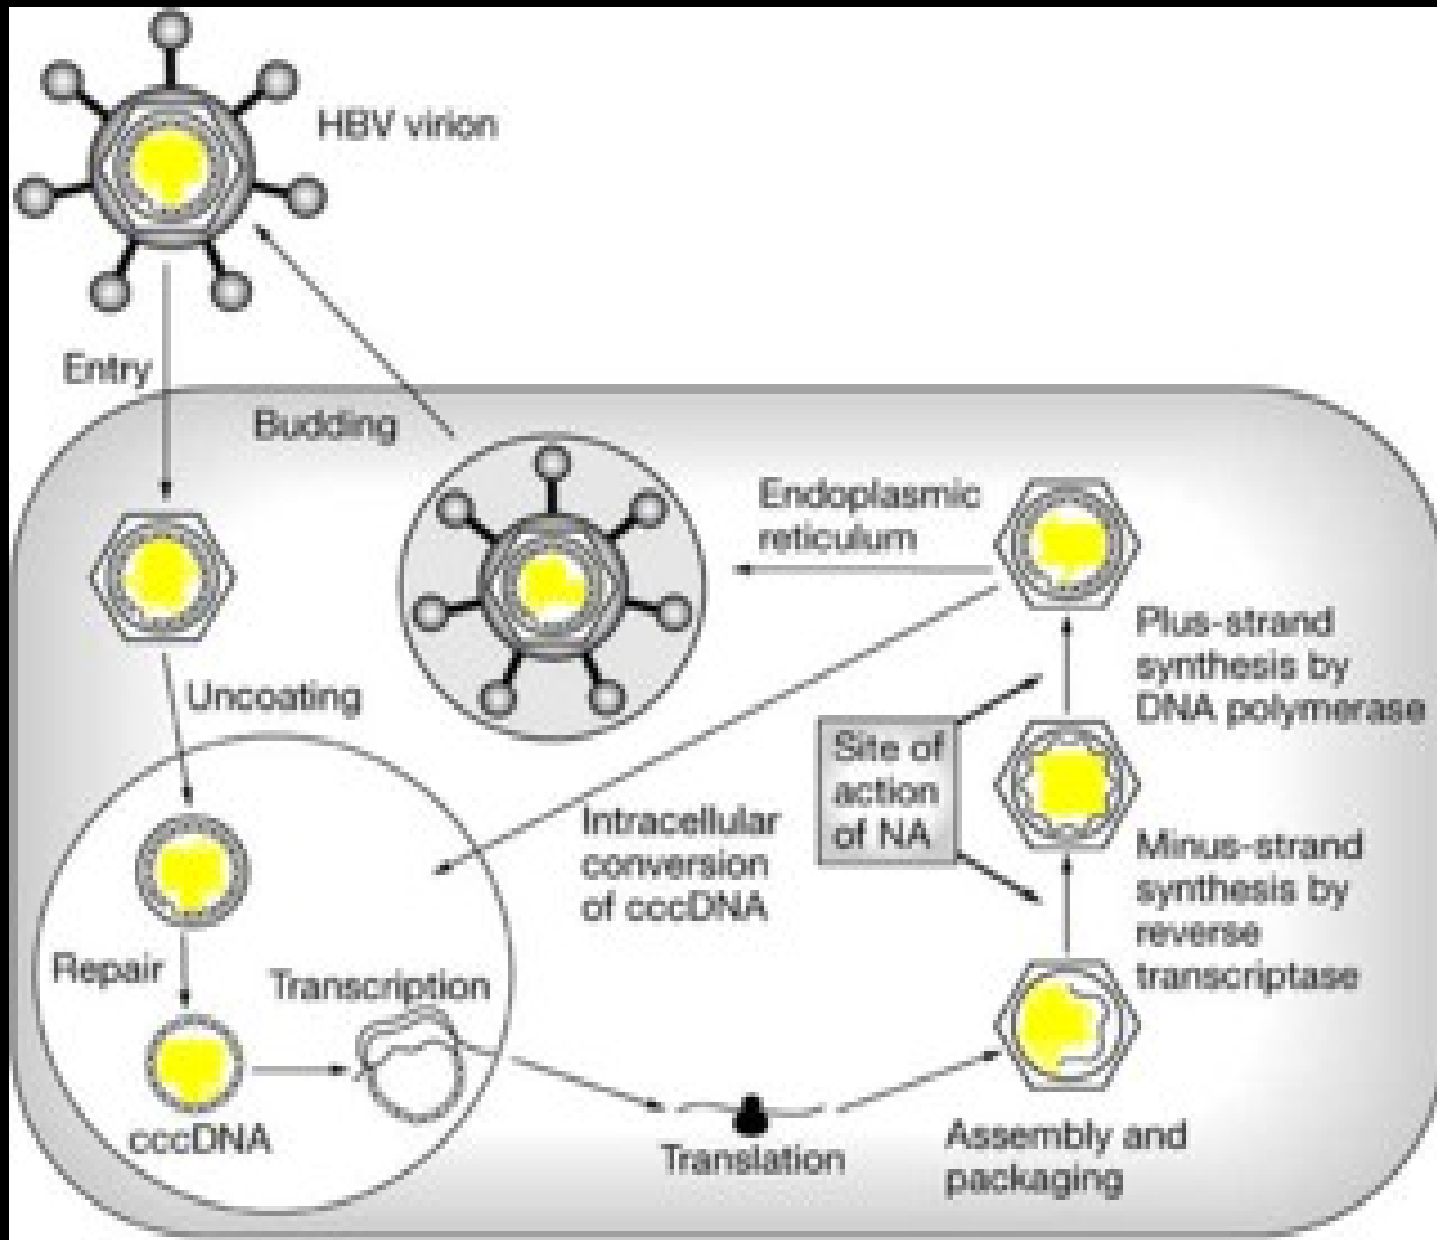 HBV virion
Entry
Budding
Endoplasmic
reticulum
Uncoating
Plus-strand
synthesis by
DNA polymerase
Site of
action
of NA
Intracellular
conversion
of cccDNA
Minus-strand
synthesis by
reverse
transcriptase
Repair
Transcription
cccDNA
Translation
Assembly and
packaging